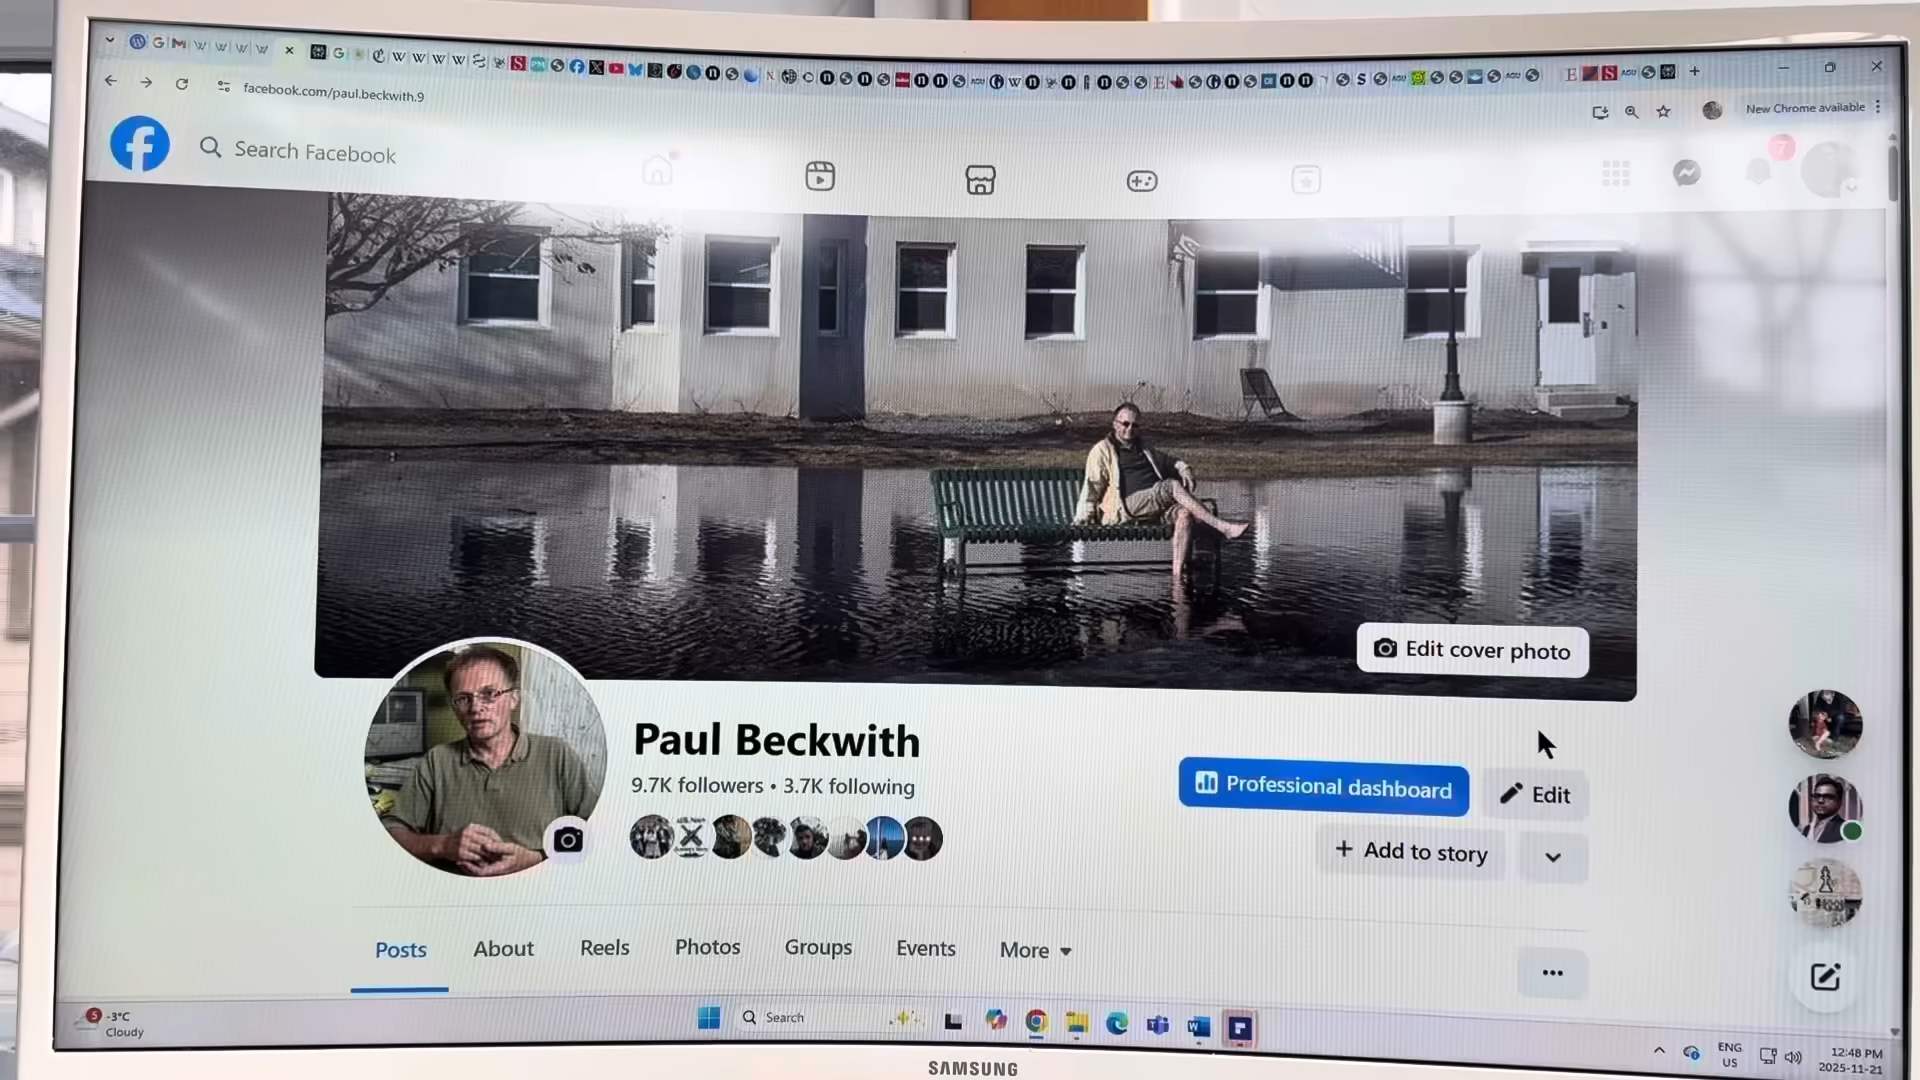 facebook.com/paul.beckwith.9
New Chrome available
Search Facebook
7
Edit cover photo
Paul Beckwith
9.7K followers • 3.7K following
Professional dashboard
Edit
+ Add to story
Posts
About
Reels
Photos
Groups
Events
More
5
-3°C
Cloudy
Search
ENG
US
12:48 PM
2025-11-21
SAMSUNG